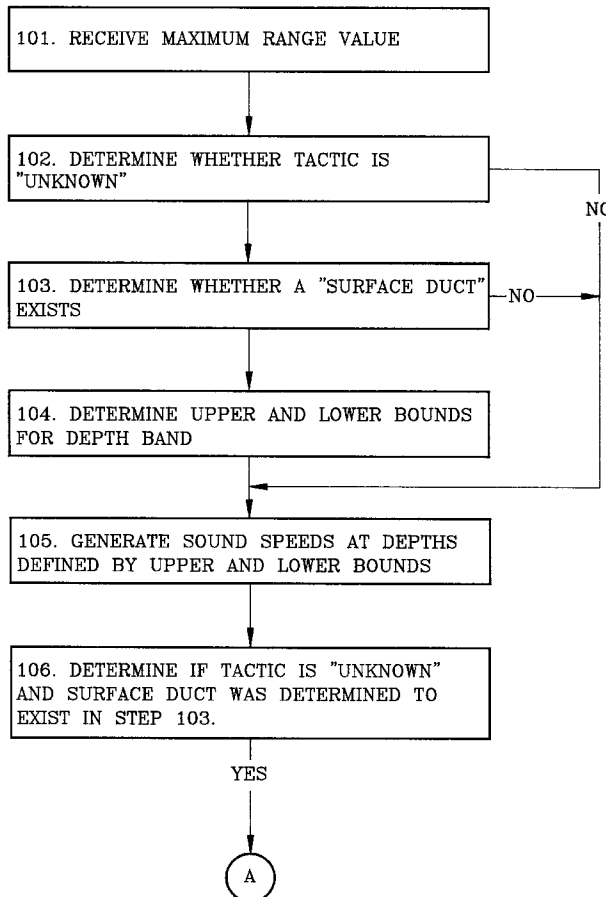 101. RECEIVE MAXIMUM RANGE VALUE
102. DETERMINE WHETHER TACTIC IS
"UNKNOWN"
NO
103. DETERMINE WHETHER A "SURFACE DUCT"
EXISTS
NO
104. DETERMINE UPPER AND LOWER BOUNDS
FOR DEPTH BAND
105. GENERATE SOUND SPEEDS AT DEPTHS
DEFINED BY UPPER AND LOWER BOUNDS
106. DETERMINE IF TACTIC IS "UNKNOWN"
AND SURFACE DUCT WAS DETERMINED TO
EXIST IN STEP 103.
YES
A